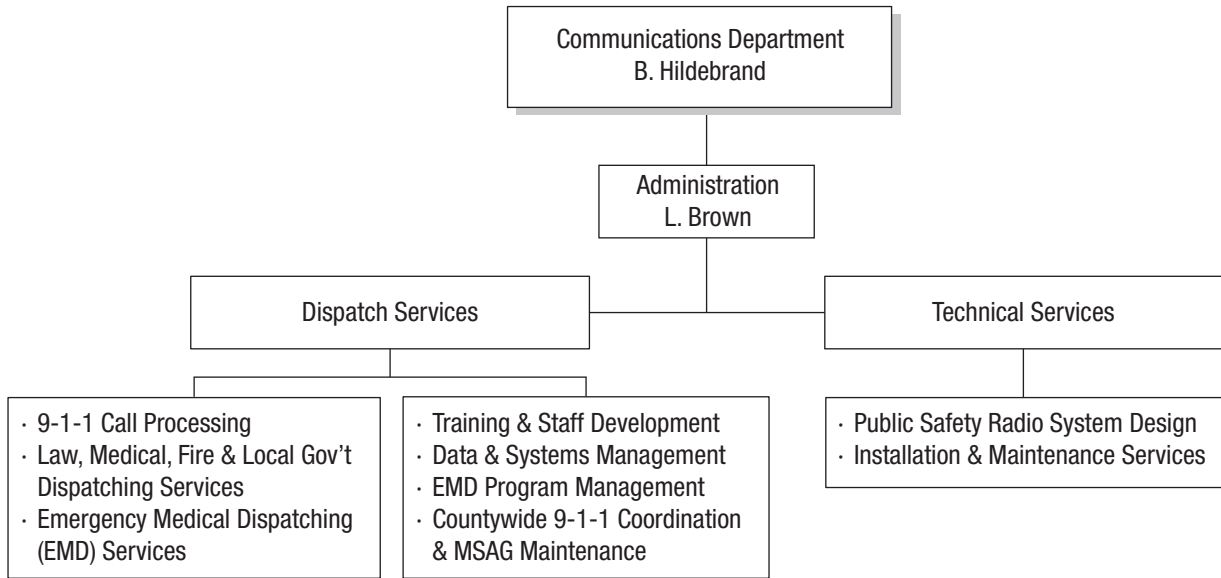 Communications Department
B. Hildebrand
Administration
L. Brown
Dispatch Services
Technical Services
· 9-1-1 Call Processing
· Law, Medical, Fire & Local Gov’t
Dispatching Services
· Emergency Medical Dispatching
(EMD) Services
· Training & Staff Development
· Data & Systems Management
· EMD Program Management
· Countywide 9-1-1 Coordination
& MSAG Maintenance
· Public Safety Radio System Design
· Installation & Maintenance Services